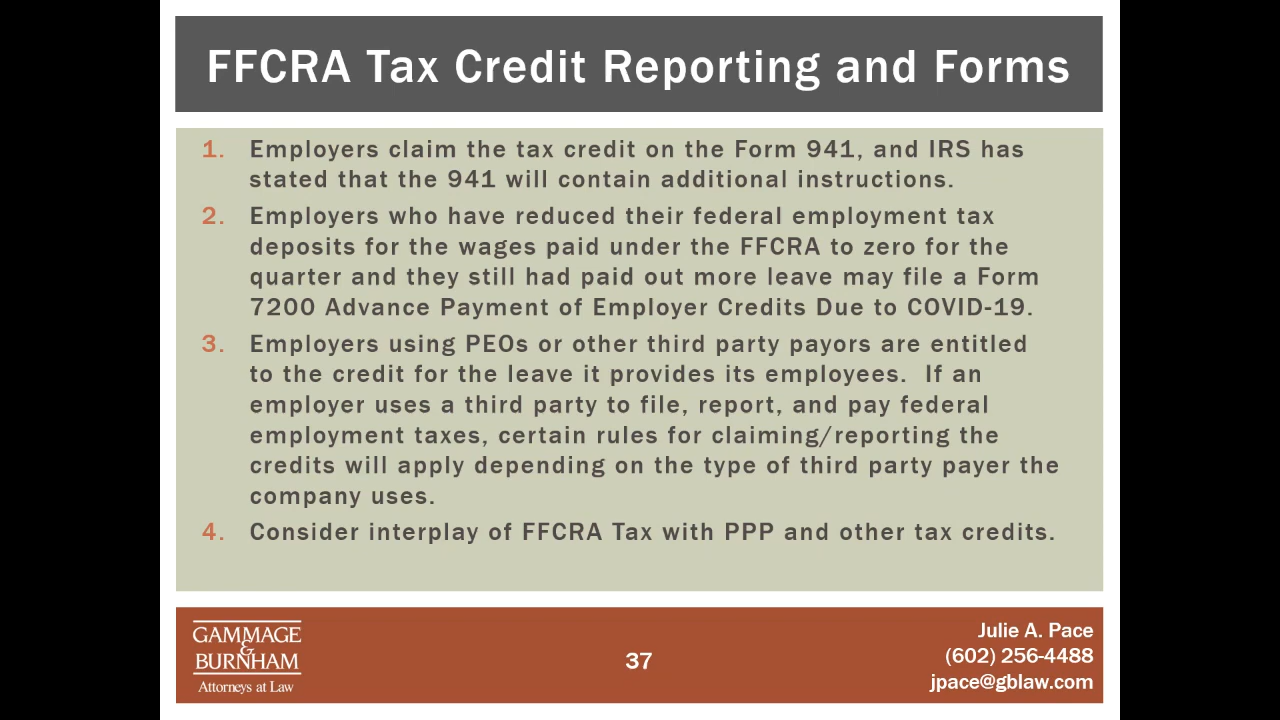 FFCRA Tax Credit Reporting and Forms
1. Employers claim the tax credit on the Form 941, and IRS has
stated that the 941 will contain additional instructions.
2. Employers who have reduced their federal employment tax
deposits for the wages paid under the FFCRA to zero for the
quarter and they still had paid out more leave may file a Form
7200 Advance Payment of Employer Credits Due to COVID-19.
3. Employers using PEOs or other third party payors are entitled
to the credit for the leave it provides its employees.  If an
employer uses a third party to file, report, and pay federal
employment taxes, certain rules for claiming/reporting the
credits will apply depending on the type of third party payer the
company uses.
4. Consider interplay of FFCRA Tax with PPP and other tax credits.
GAMMAGE
&
BURNHAM
Attorneys at Law
37
Julie A. Pace
(602) 256-4488
jpace@gblaw.com